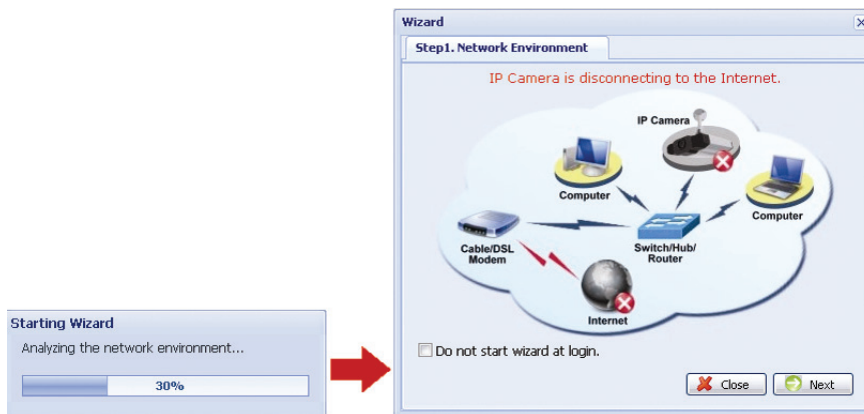 Starting Wizard
Analyzing the network environment...
30%
Wizard
Step1. Network Environment
IP Camera is disconnecting to the Internet.
IP Camera
Computer
Computer
Cable/DSL
Modem
Switch/Hub/
Router
Internet
Do not start wizard at login.
Close
Next